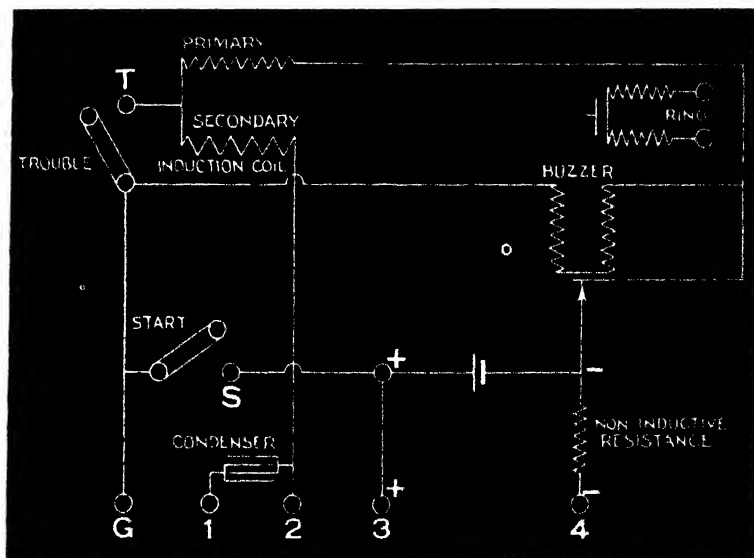 PRIMARY
T
SECONDARY
RING
TROUBLE
INDUCTION COIL
BUZZER
START
+
-
S
CONDENSER
NON INDUCTIVE
RESISTANCE
+
-
G
1
2
3
4